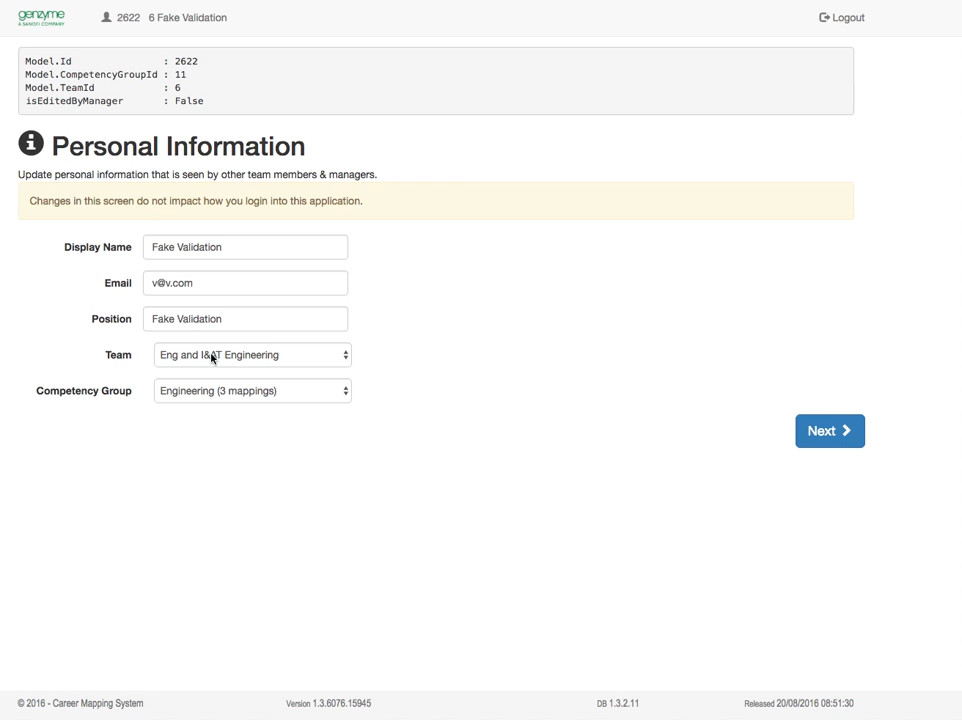 genzyme
A SANOFI COMPANY
2622 6 Fake Validation
Logout
Model.Id : 2622
Model.CompetencyGroupId : 11
Model.TeamId : 6
isEditedByManager : False
Personal Information
Update personal information that is seen by other team members & managers.
Changes in this screen do not impact how you login into this application.
Display Name Fake Validation
Email v@v.com
Position Fake Validation
Team Eng and I&AT Engineering
Competency Group Engineering (3 mappings)
Next
© 2016 - Career Mapping System Version 1.3.6076.15945 DB 1.3.2.11 Released 20/08/2016 08:51:30